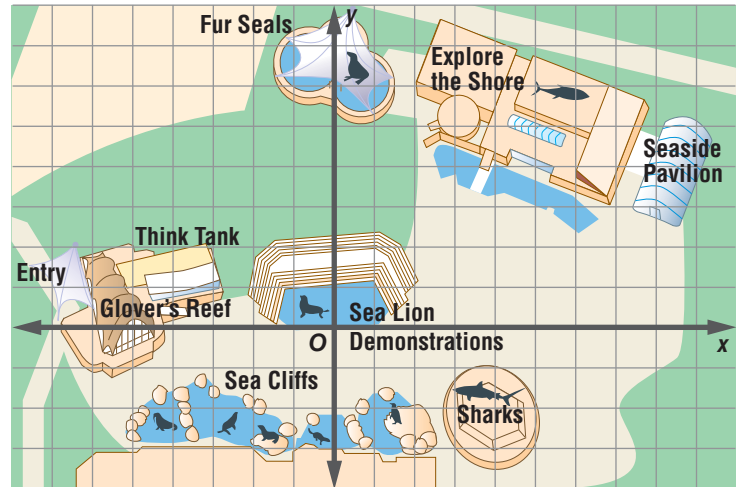 Fur Seals
y
Explore
the Shore
Seaside
Pavilion
Think Tank
Entry
Glover's Reef
O
Sea Lion
Demonstrations
x
Sea Cliffs
Sharks